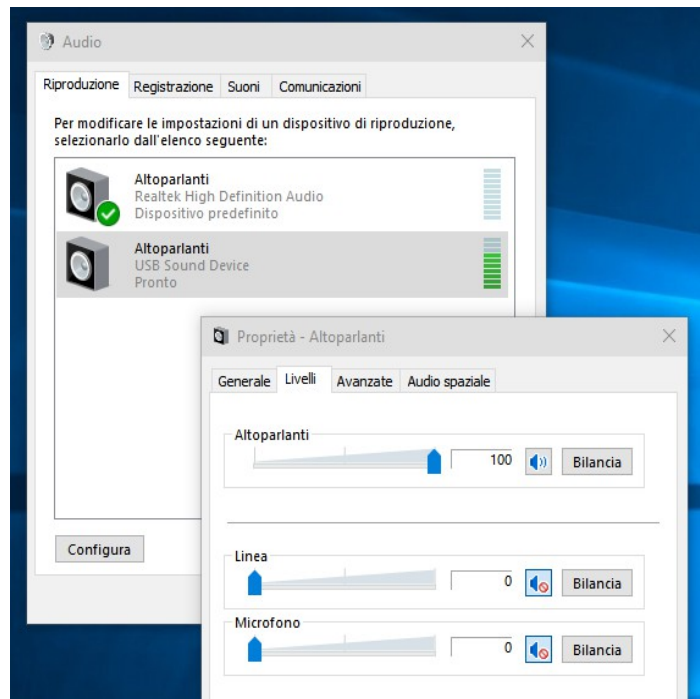 Audio
Riproduzione Registrazione Suoni Comunicazioni
Per modificare le impostazioni di un dispositivo di riproduzione,
selezionarlo dall'elenco seguente:
Altoparlanti
Realtek High Definition Audio
Dispositivo predefinito
Altoparlanti
USB Sound Device
Pronto
Configura
Proprietà - Altoparlanti
Generale Livelli Avanzate Audio spaziale
Altoparlanti
100 Bilancia
Linea
0 Bilancia
Microfono
0 Bilancia